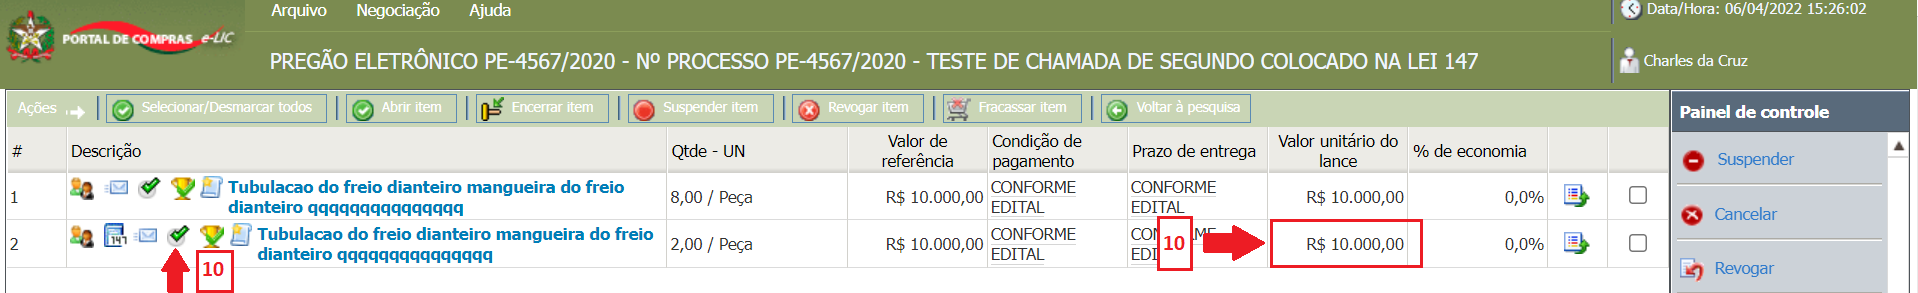 Arquivo Negociação Ajuda
Data/Hora: 06/04/2022 15:26:02
PORTAL DE COMPRAS e-LIC
PREGÃO ELETRÔNICO PE-4567/2020 - Nº PROCESSO PE-4567/2020 - TESTE DE CHAMADA DE SEGUNDO COLOCADO NA LEI 147
Charles da Cruz
Ações Selecionar/Desmarcar todos Abrir item Encerrar item Suspender item Revogar item Fracassar item Voltar à pesquisa
Painel de controle
# Descrição Qtde - UN Valor de referência Condição de pagamento Prazo de entrega Valor unitário do lance % de economia
Suspender
1 Tubulacao do freio dianteiro mangueira do freio
dianteiro qqqqqqqqqqqqqqq 8,00 / Peça R$ 10.000,00 CONFORME EDITAL CONFORME EDITAL R$ 10.000,00 0,0%
Cancelar
2 147 Tubulacao do freio dianteiro mangueira do freio
dianteiro qqqqqqqqqqqqqqq 2,00 / Peça R$ 10.000,00 CONFORME EDITAL R$ 10.000,00 0,0%
10
10
Revogar